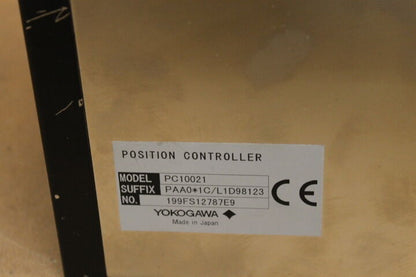 POSITION CONTROLLER
MODEL PC10021
SUFFIX PAA0*1C/L1D98123
NO. 199FS12787E9
CE
YOKOGAWA
Made in Japan